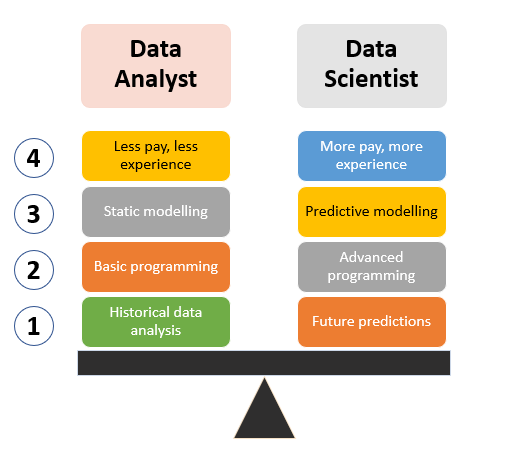 Data
Analyst
Data
Scientist
4
Less pay, less
experience
More pay, more
experience
3
Static modelling
Predictive modelling
2
Basic programming
Advanced
programming
1
Historical data
analysis
Future predictions